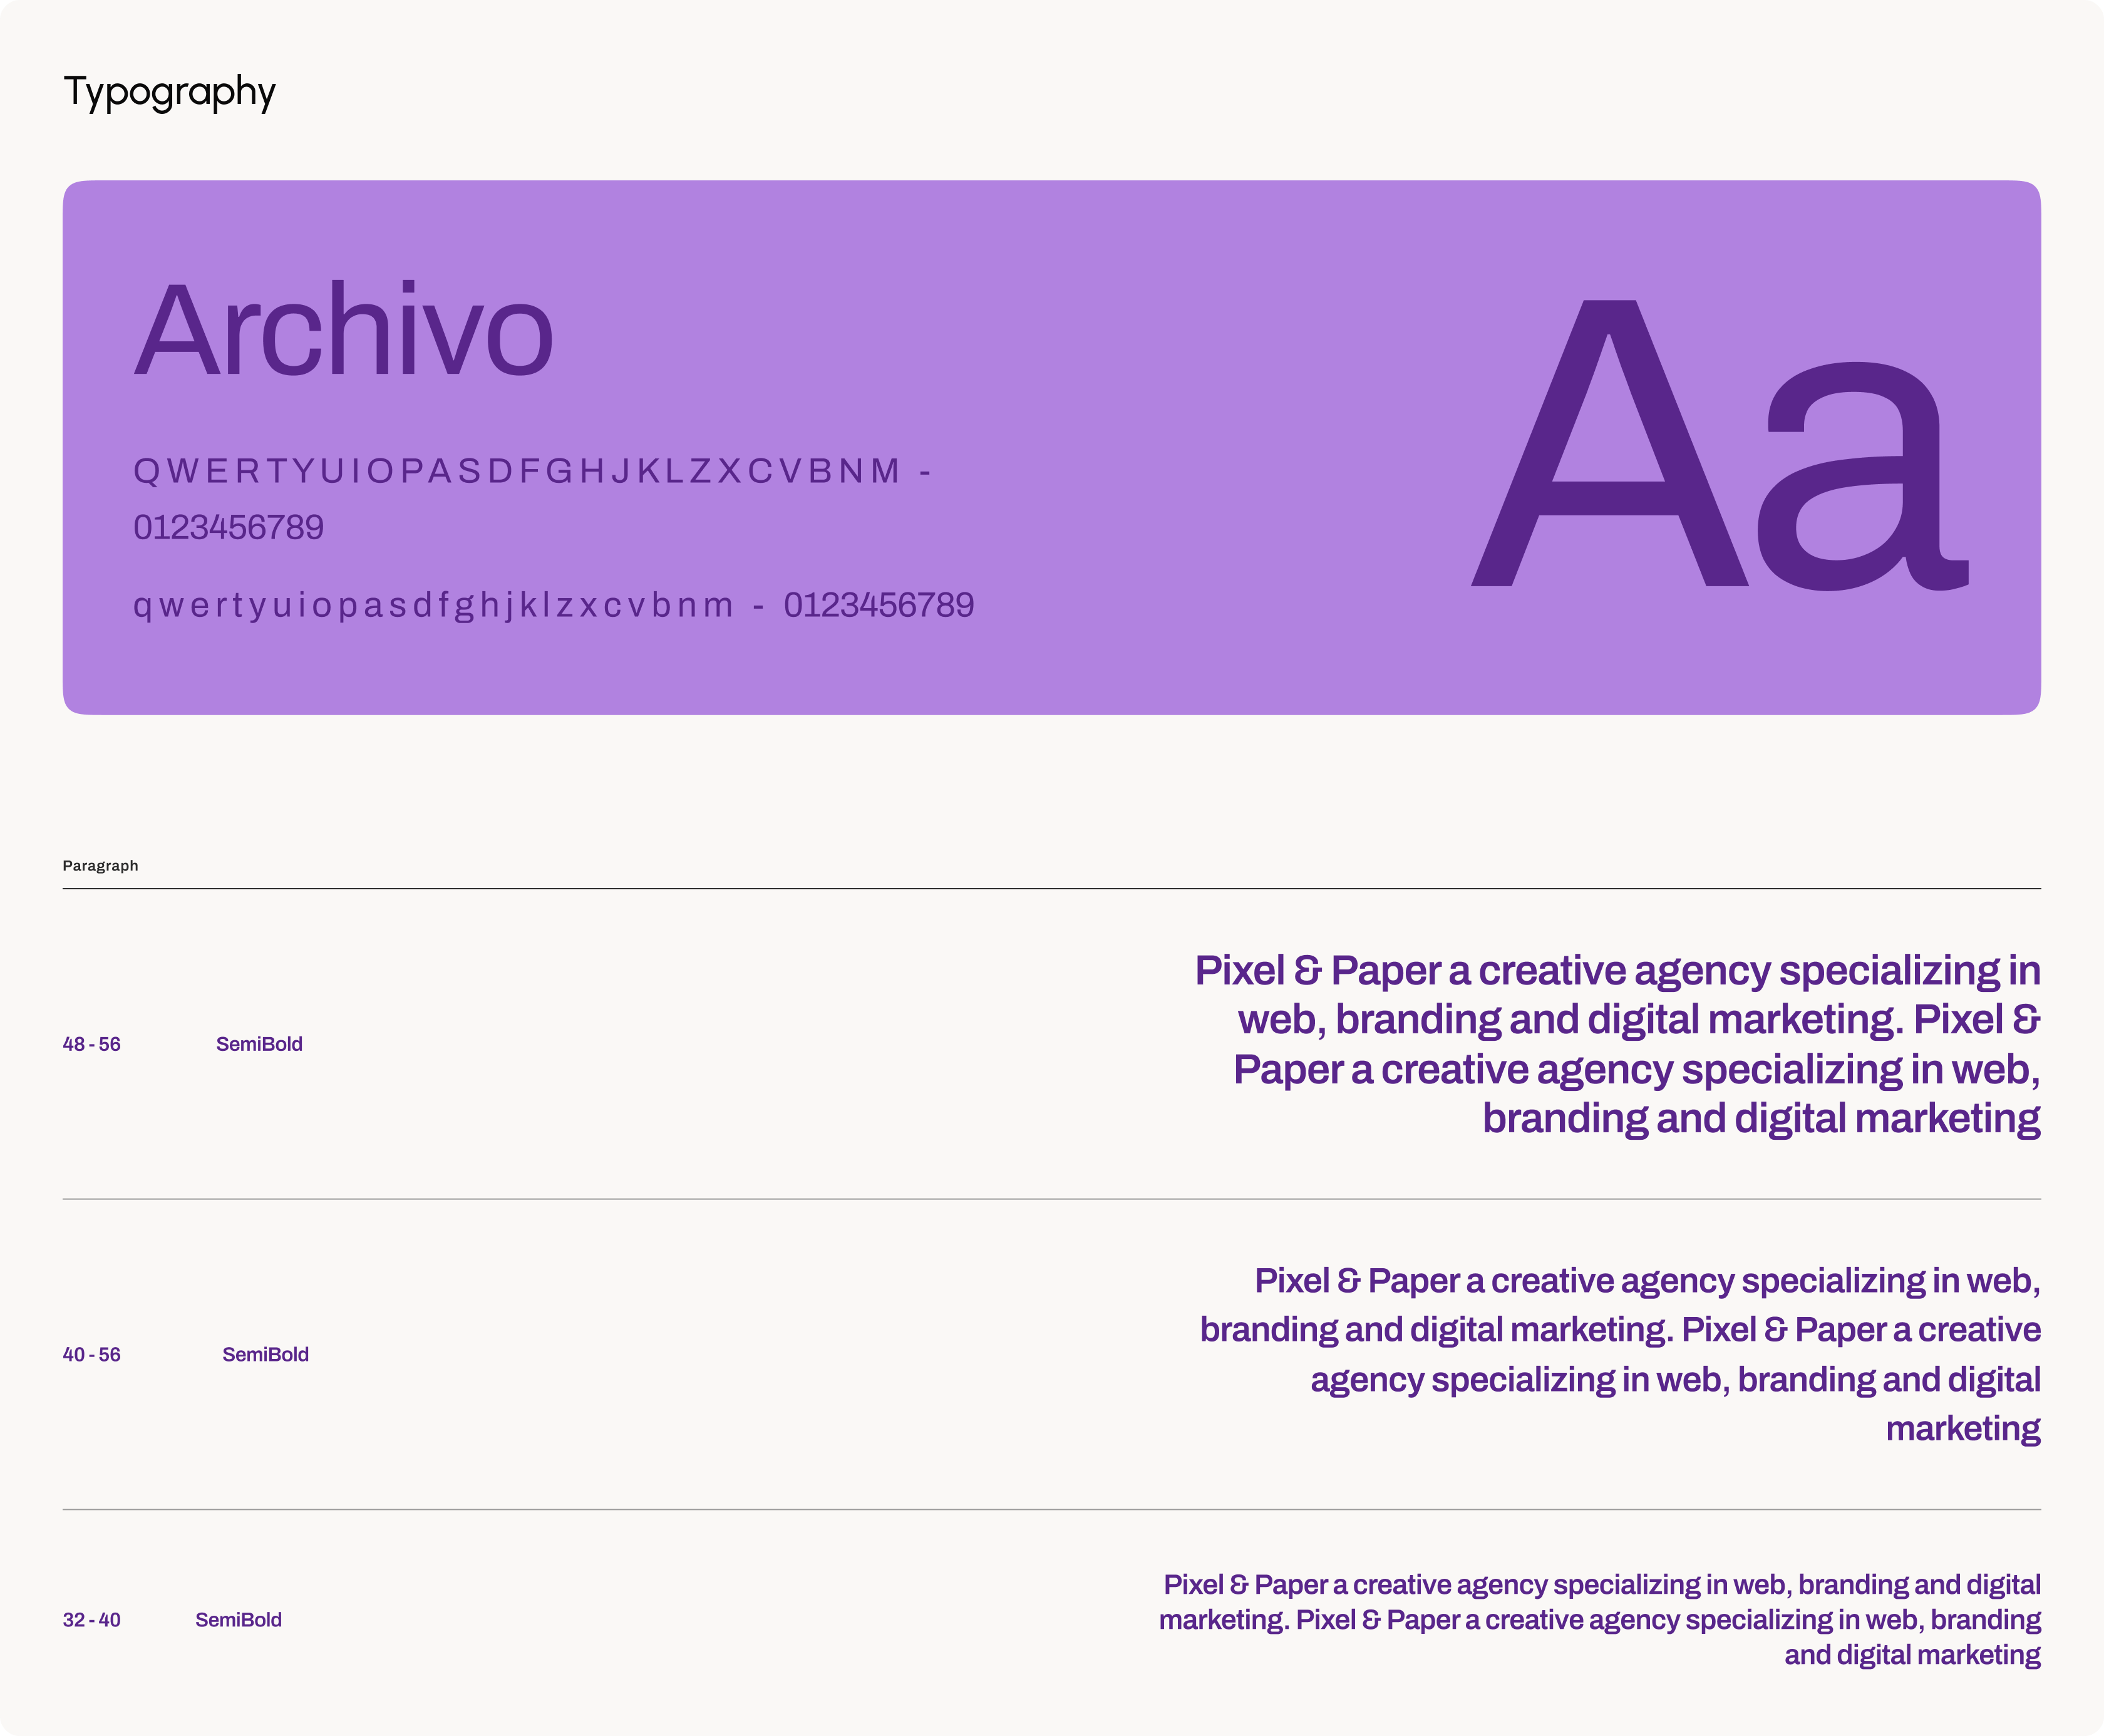 Typography
Archivo
Aa
QWERTYUIOPASDFGHJKLZXCVBNM -
0123456789
qwertyuiopasdfghjklzxcvbnm - 0123456789
Paragraph
48 - 56
SemiBold
Pixel & Paper a creative agency specializing in
web, branding and digital marketing. Pixel &
Paper a creative agency specializing in web,
branding and digital marketing
40 - 56
SemiBold
Pixel & Paper a creative agency specializing in web,
branding and digital marketing. Pixel & Paper a creative
agency specializing in web, branding and digital
marketing
32 - 40
SemiBold
Pixel & Paper a creative agency specializing in web, branding and digital
marketing. Pixel & Paper a creative agency specializing in web, branding
and digital marketing